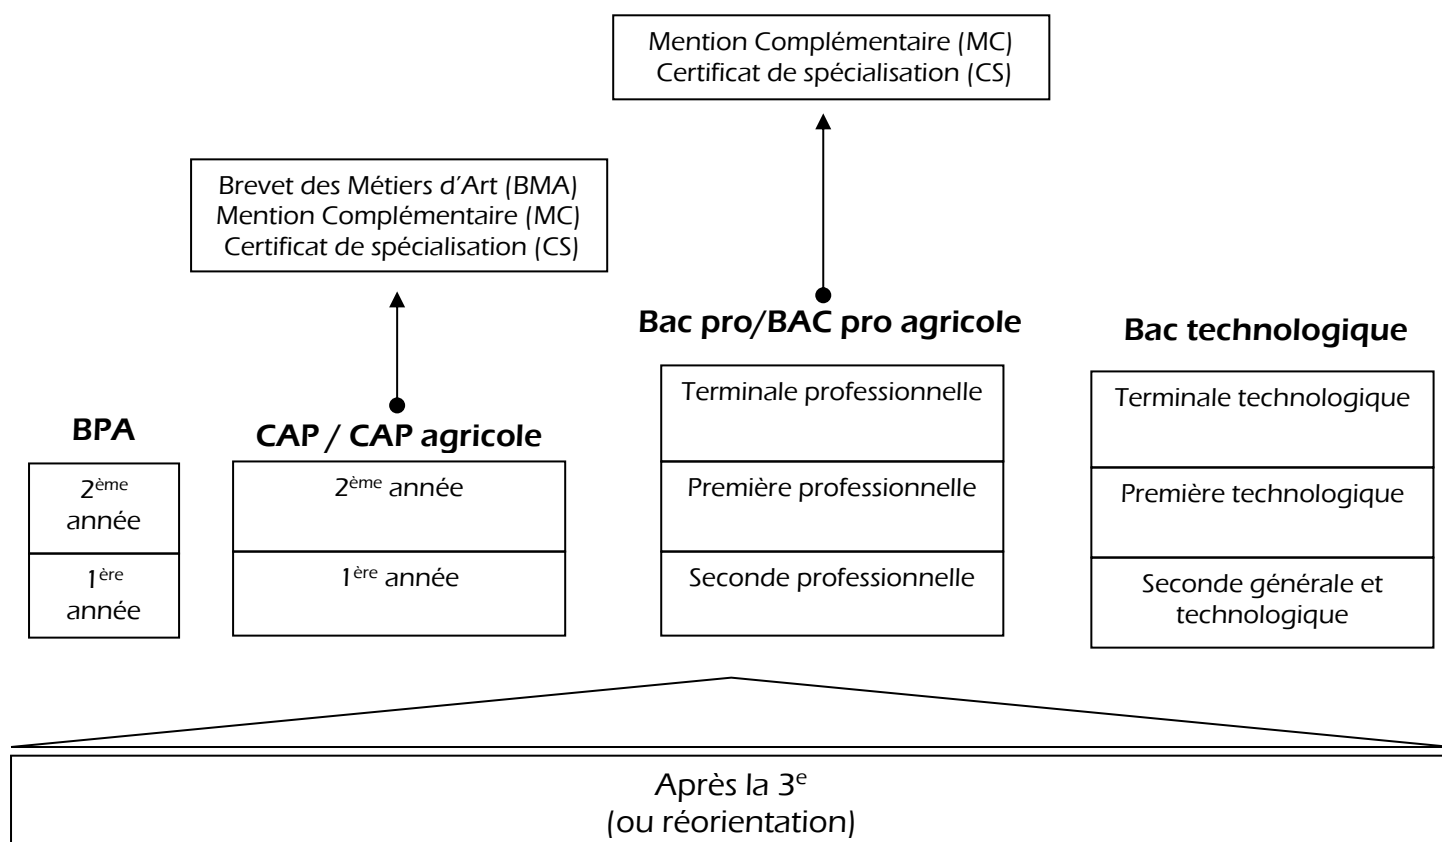 Mention Complémentaire (MC)
Certificat de spécialisation (CS)
Brevet des Métiers d'Art (BMA)
Mention Complémentaire (MC)
Certificat de spécialisation (CS)
Bac pro/BAC pro agricole
Terminale professionnelle
Première professionnelle
Seconde professionnelle
Bac technologique
Terminale technologique
Première technologique
Seconde générale et
technologique
BPA
2ème
année
1ère
année
CAP / CAP agricole
2ème année
1ère année
Après la 3e
(ou réorientation)